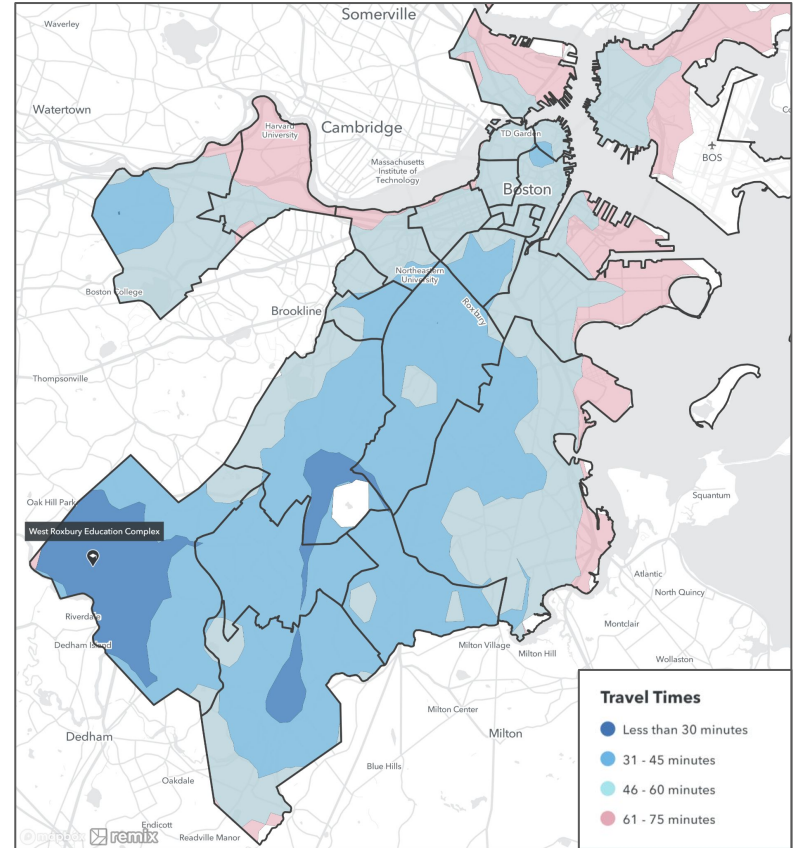 Somerville
Waverley
Watertown
Harvard
University
Cambridge
TD Garden
Massachusetts
Institute of
Technology
BOS
Boston
Boston College
Northeastern
University
Brookline
Roxbury
Thompsonville
Oak Hill Park
Squantum
West Roxbury Education Complex
Atlantic
North Quincy
Riverdale
Montclair
Dedham Island
Milton Village
Milton Hill
Wollaston
Milton Center
Dedham
Milton
Blue Hills
Oakdale
Endicott
Readville Manor
mapbox
remix
Travel Times
Less than 30 minutes
31 - 45 minutes
46 - 60 minutes
61 - 75 minutes